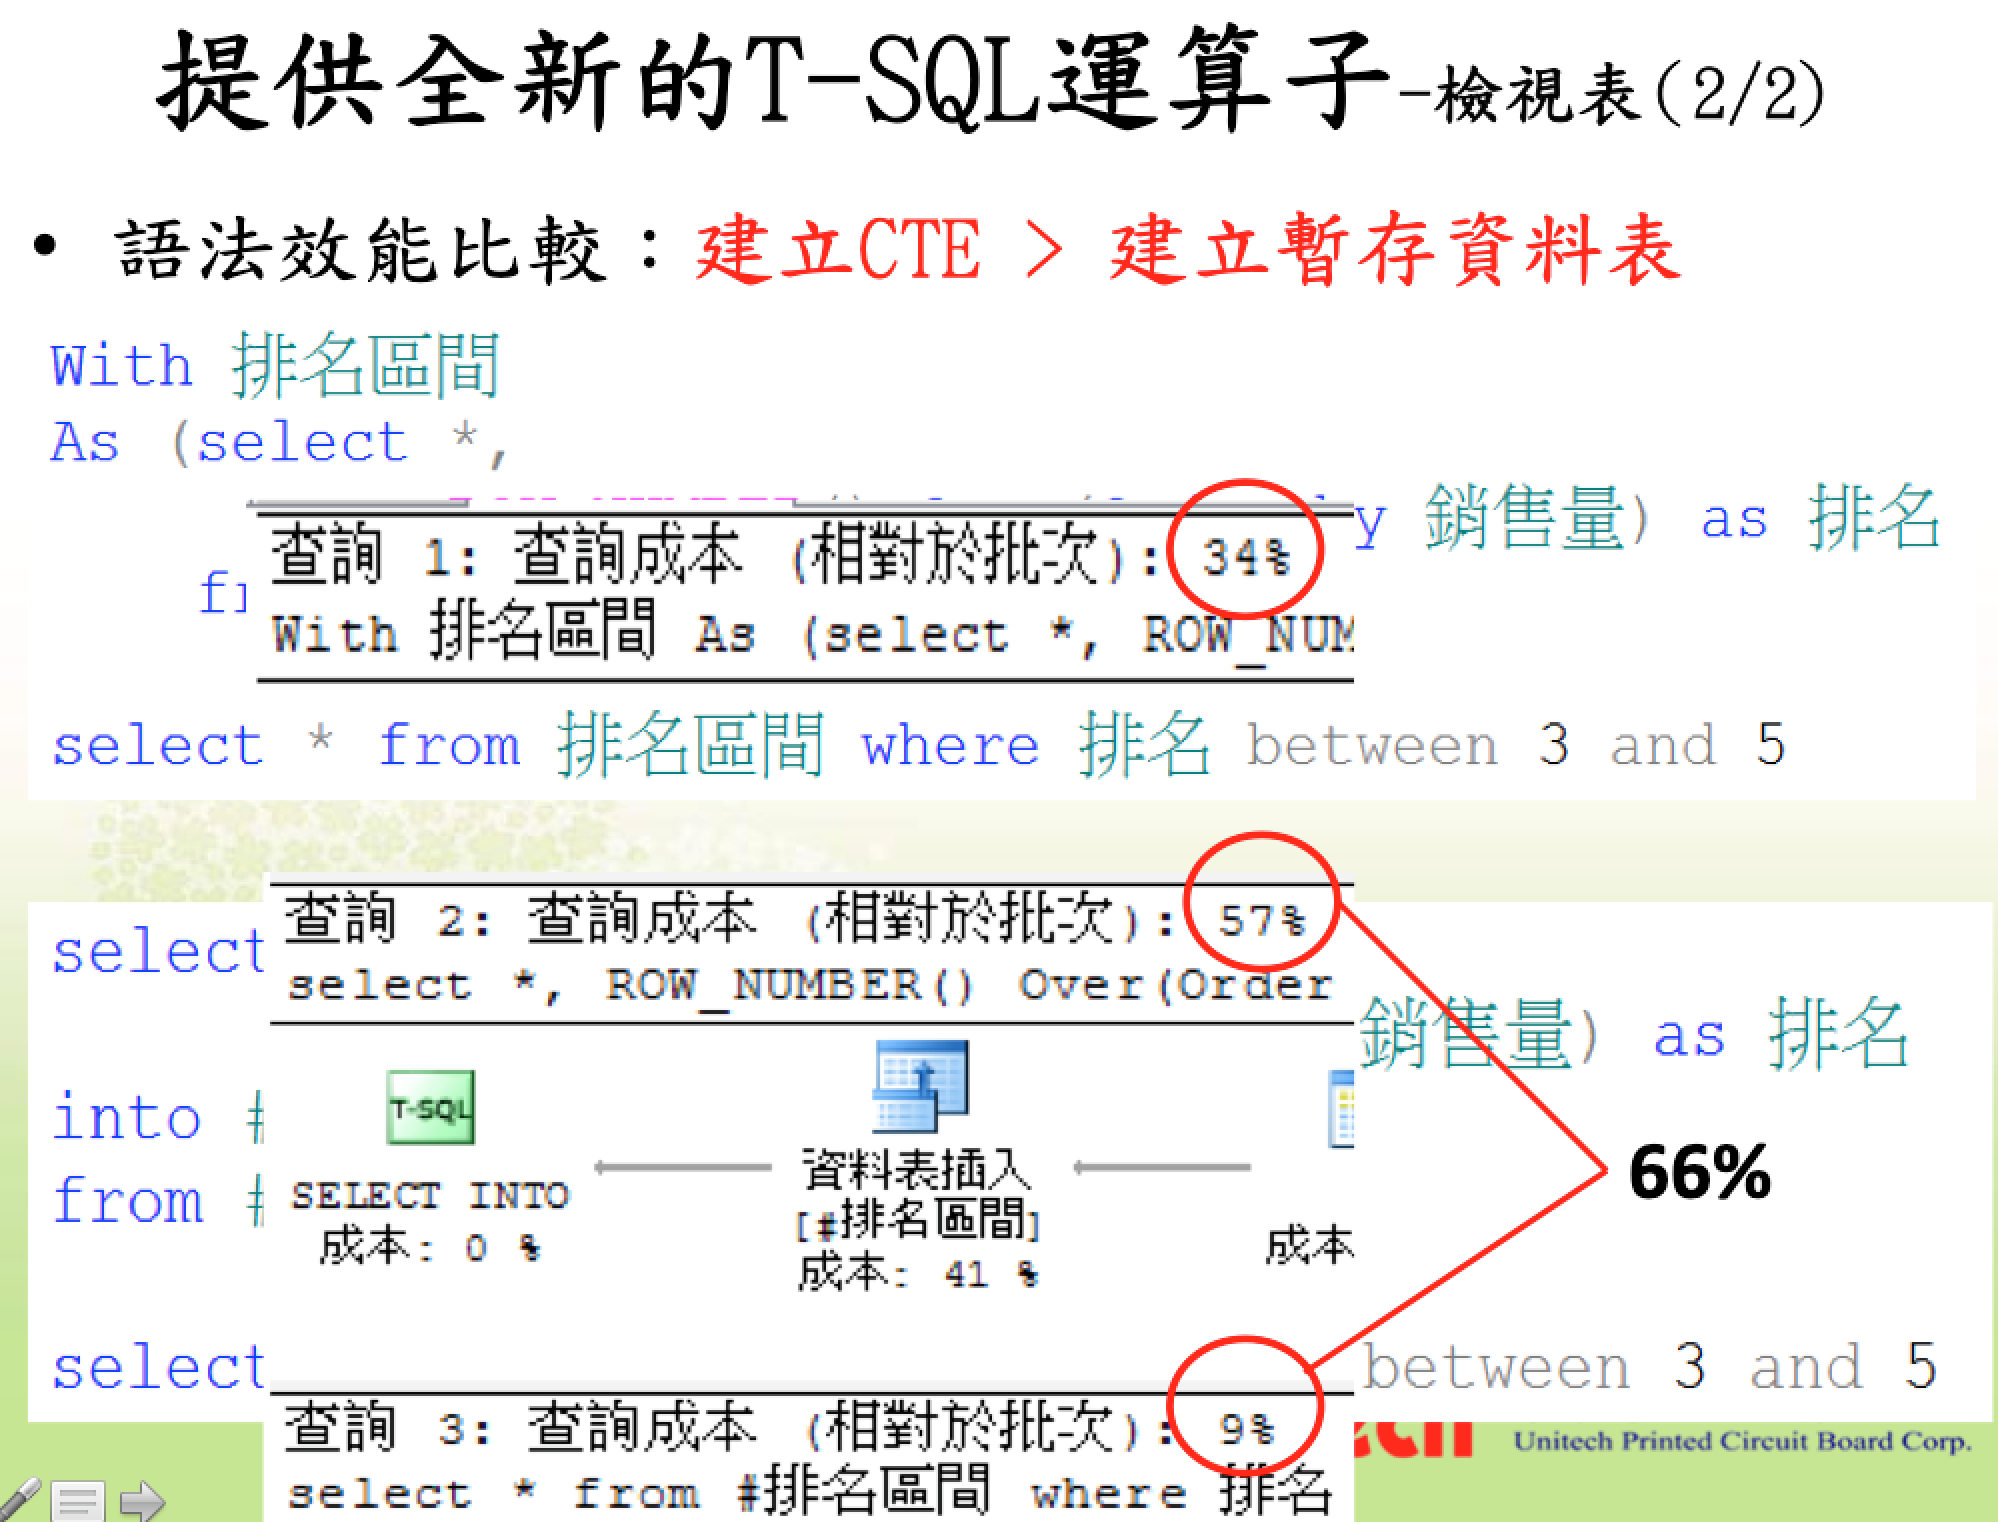 提供全新的T-SQL運算子-檢視表(2/2)
• 語法效能比較：建立CTE > 建立暫存資料表
With 排名區間
As (select *,
y 銷售量) as 排名
查詢 1: 查詢成本 (相對於批次): 34%
With 排名區間 As (select *, ROW_NUM
select * from 排名區間 where 排名 between 3 and 5
查詢 2: 查詢成本 (相對於批次): 57%
select
select *, ROW_NUMBER() Over(Order
銷售量) as 排名
T-SQL
into #
資料表插入
66%
from #
SELECT INTO
[#排名區間]
成本: 0 %
成本
成本: 41 %
select
between 3 and 5
查詢 3: 查詢成本 (相對於批次): 9%
Unitech Printed Circuit Board Corp.
select * from #排名區間 where 排名